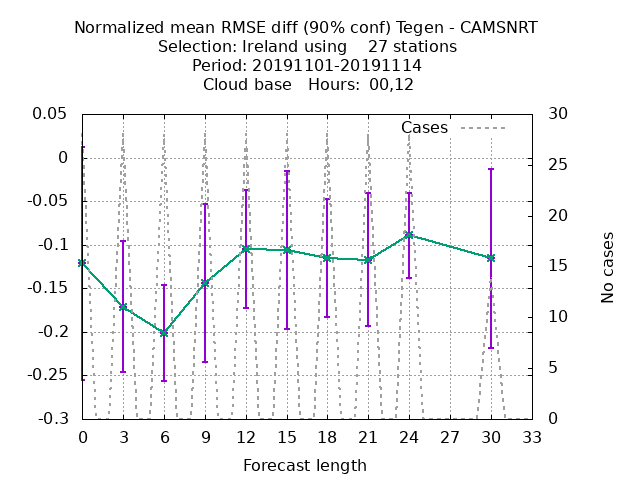 Normalized mean RMSE diff (90% conf) Tegen - CAMSNRT
Selection: Ireland using    27 stations
Period: 20191101-20191114
Cloud base   Hours: 00,12
0.05
0
-0.05
-0.1
-0.15
-0.2
-0.25
-0.3
Cases
30
25
20
15
10
5
0
No cases
0 3 6 9 12 15 18 21 24 27 30 33
Forecast length